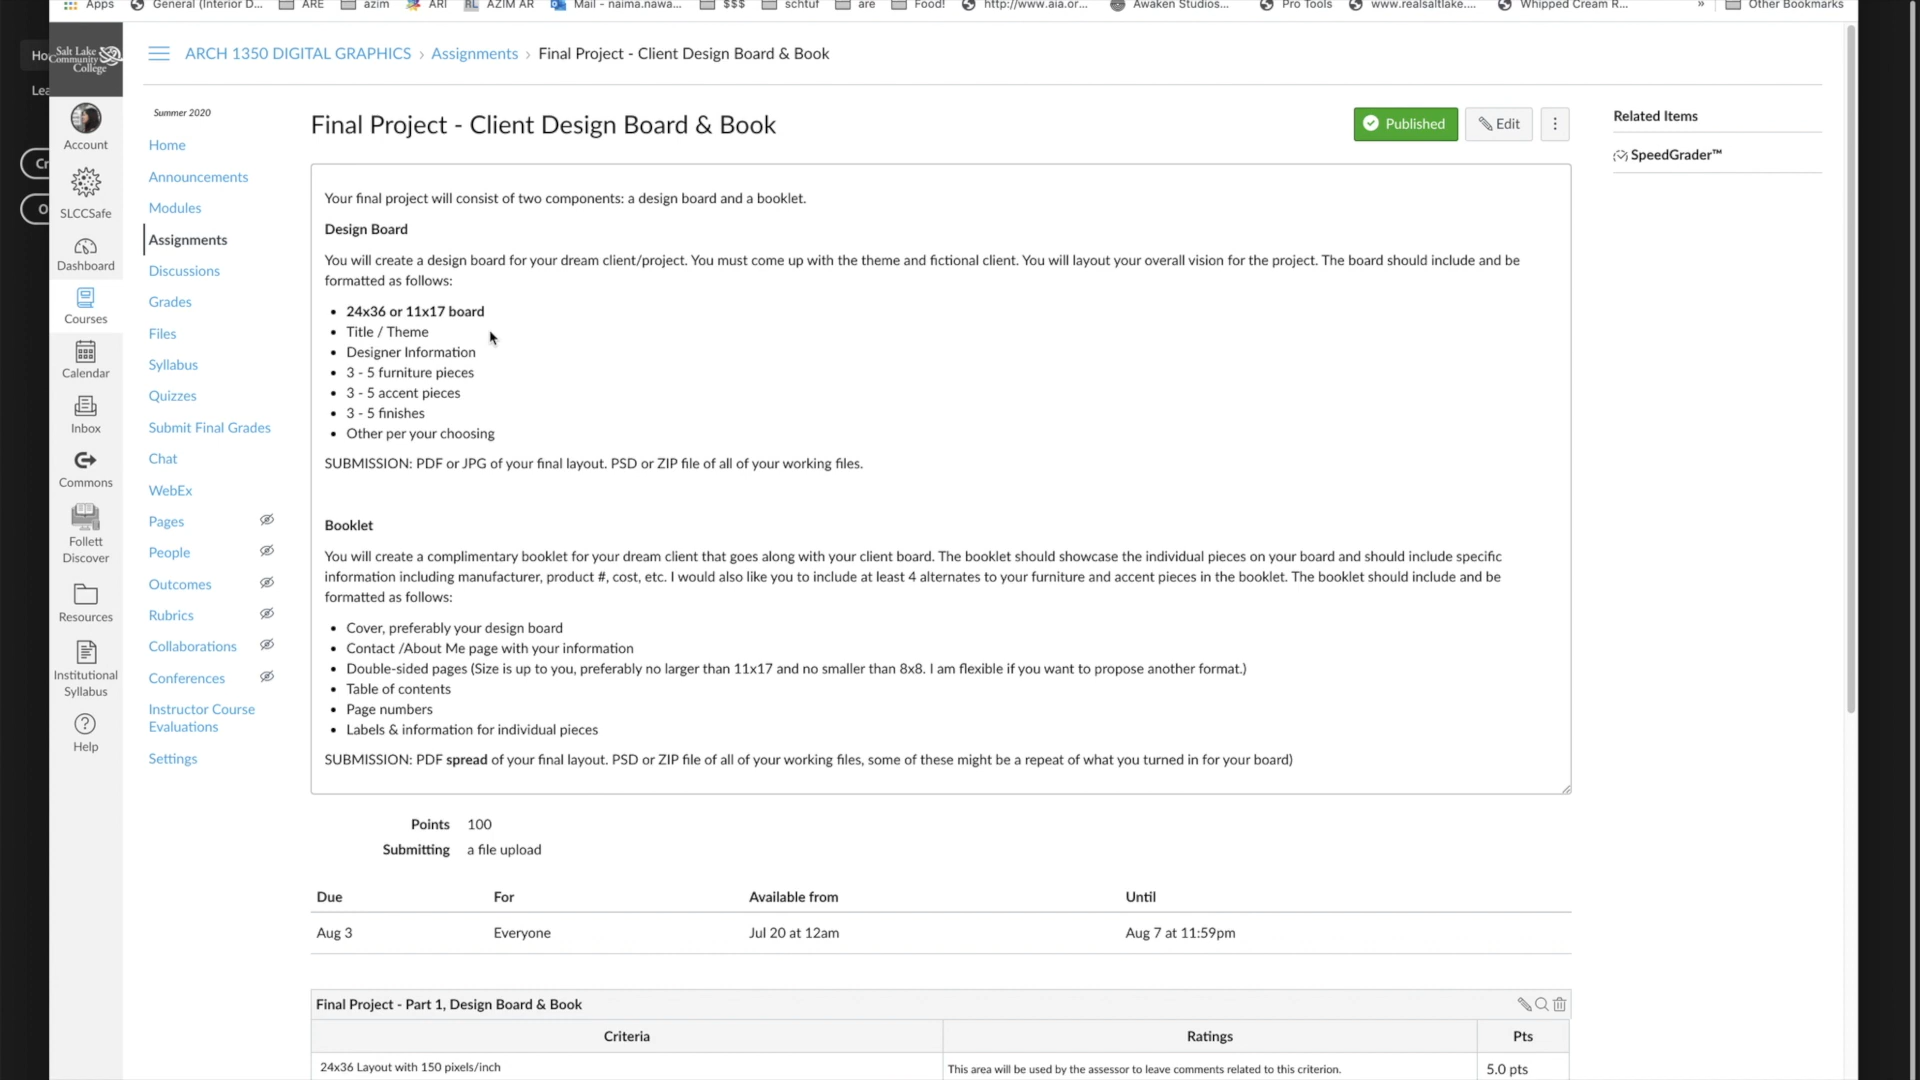 Apps General (Interior D... ARE azim ARI RL AZIM AR Mail - naima.nawa... $$$ schtuf are Food! http://www.aia.or... Awaken Studios... Pro Tools www.realsaltlake.... Whipped Cream R... » Other Bookmarks
Salt Lake
Community
College
ARCH 1350 DIGITAL GRAPHICS › Assignments › Final Project - Client Design Board & Book
Account
SLCCSafe
Dashboard
Courses
Calendar
Inbox
Commons
Follett
Discover
Resources
Institutional
Syllabus
Help
Summer 2020
Home
Announcements
Modules
Assignments
Discussions
Grades
Files
Syllabus
Quizzes
Submit Final Grades
Chat
WebEx
Pages
People
Outcomes
Rubrics
Collaborations
Conferences
Instructor Course
Evaluations
Settings
Final Project - Client Design Board & Book
Published Edit
Your final project will consist of two components: a design board and a booklet.
Design Board
You will create a design board for your dream client/project. You must come up with the theme and fictional client. You will layout your overall vision for the project. The board should include and be
formatted as follows:
• 24x36 or 11x17 board
• Title / Theme
• Designer Information
• 3 - 5 furniture pieces
• 3 - 5 accent pieces
• 3 - 5 finishes
• Other per your choosing
SUBMISSION: PDF or JPG of your final layout. PSD or ZIP file of all of your working files.
Booklet
You will create a complimentary booklet for your dream client that goes along with your client board. The booklet should showcase the individual pieces on your board and should include specific
information including manufacturer, product #, cost, etc. I would also like you to include at least 4 alternates to your furniture and accent pieces in the booklet. The booklet should include and be
formatted as follows:
• Cover, preferably your design board
• Contact /About Me page with your information
• Double-sided pages (Size is up to you, preferably no larger than 11x17 and no smaller than 8x8. I am flexible if you want to propose another format.)
• Table of contents
• Page numbers
• Labels & information for individual pieces
SUBMISSION: PDF spread of your final layout. PSD or ZIP file of all of your working files, some of these might be a repeat of what you turned in for your board)
Points 100
Submitting a file upload
Due For Available from Until
Aug 3 Everyone Jul 20 at 12am Aug 7 at 11:59pm
Final Project - Part 1, Design Board & Book
Criteria Ratings Pts
24x36 Layout with 150 pixels/inch This area will be used by the assessor to leave comments related to this criterion. 5.0 pts
Related Items
SpeedGrader™